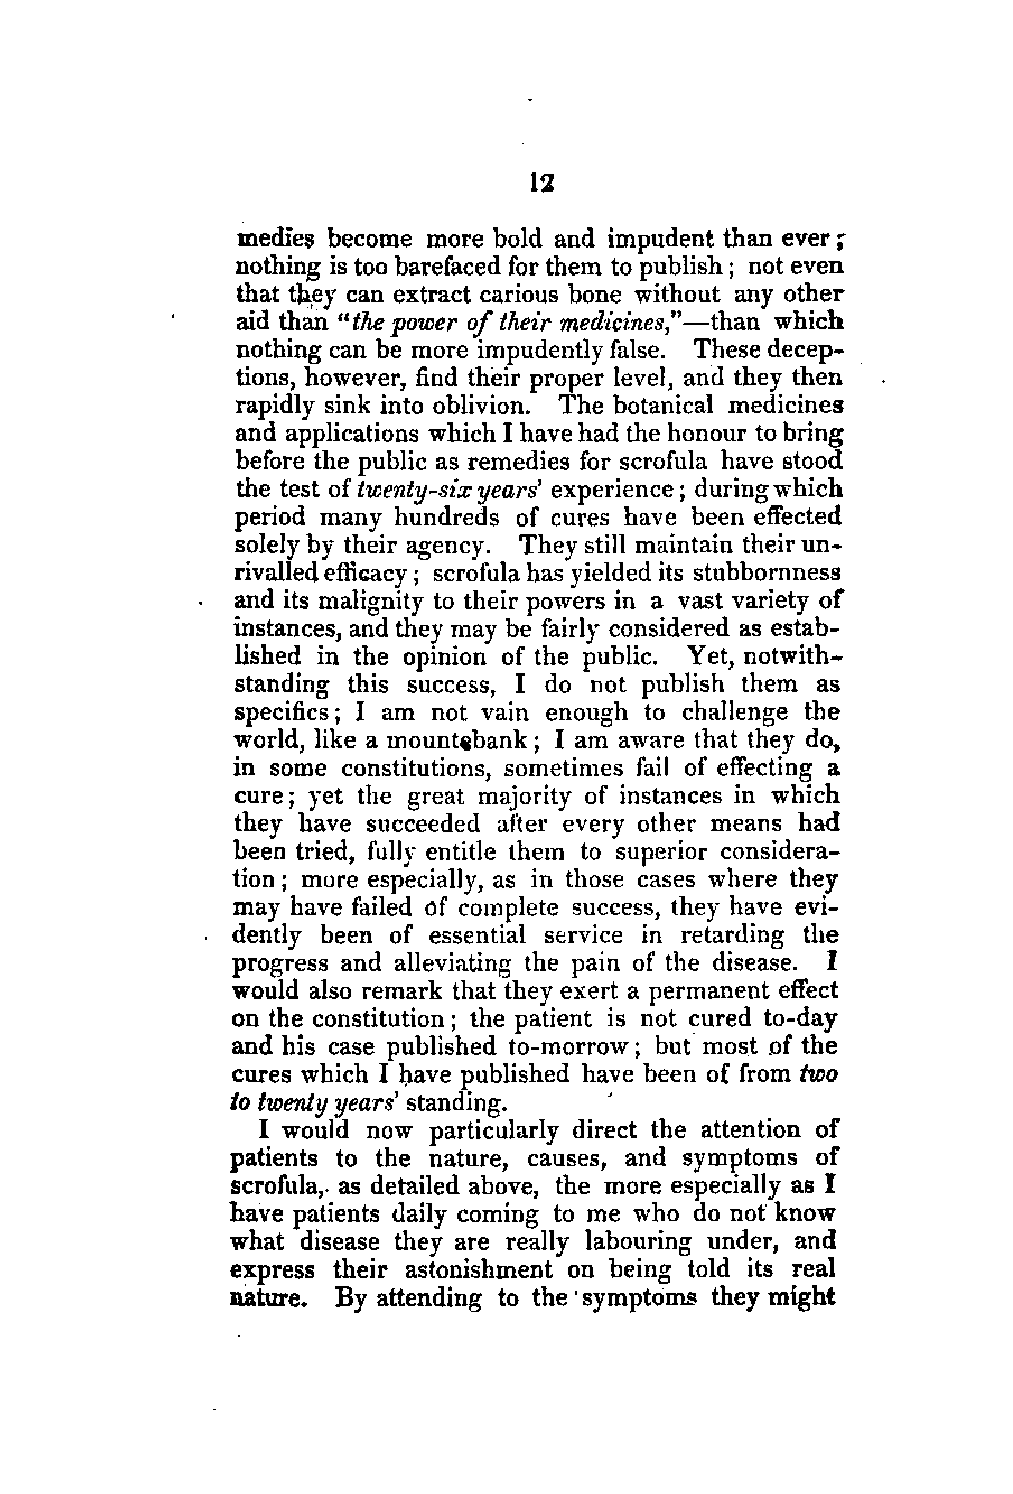 12
medies become more bold and impudent than ever;
nothing is too barefaced for them to publish; not even
that they can extract carious bone without any other
aid than "the power of their medicines,"—than which
nothing can be more impudently false. These decep-
tions, however, find their proper level, and they then
rapidly sink into oblivion. The botanical medicines
and applications which I have had the honour to bring
before the public as remedies for scrofula have stood
the test of twenty-six years' experience; during which
period many hundreds of cures have been effected
solely by their agency. They still maintain their un-
rivalled efficacy; scrofula has yielded its stubbornness
and its malignity to their powers in a vast variety of
instances, and they may be fairly considered as estab-
lished in the opinion of the public. Yet, notwith-
standing this success, I do not publish them as
specifics; I am not vain enough to challenge the
world, like a mountebank; I am aware that they do,
in some constitutions, sometimes fail of effecting a
cure; yet the great majority of instances in which
they have succeeded after every other means had
been tried, fully entitle them to superior considera-
tion; more especially, as in those cases where they
may have failed of complete success, they have evi-
dently been of essential service in retarding the
progress and alleviating the pain of the disease. I
would also remark that they exert a permanent effect
on the constitution; the patient is not cured to-day
and his case published to-morrow; but most of the
cures which I have published have been of from two
to twenty years' standing.
I would now particularly direct the attention of
patients to the nature, causes, and symptoms of
scrofula, as detailed above, the more especially as I
have patients daily coming to me who do not know
what disease they are really labouring under, and
express their astonishment on being told its real
nature. By attending to the symptoms they might